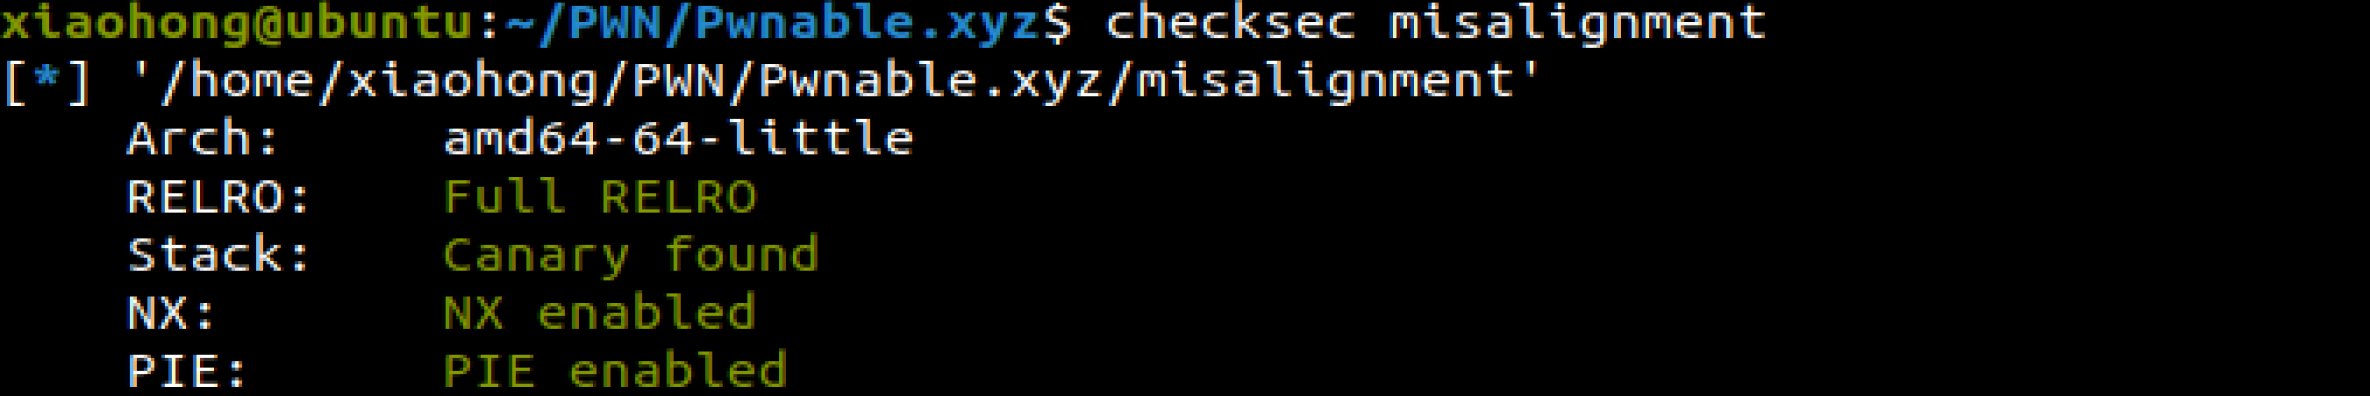 xiaohong@ubuntu:~/PWN/Pwnable.xyz$ checksec misalignment
[*] '/home/xiaohong/PWN/Pwnable.xyz/misalignment'
    Arch:     amd64-64-little
    RELRO:    Full RELRO
    Stack:    Canary found
    NX:       NX enabled
    PIE:      PIE enabled